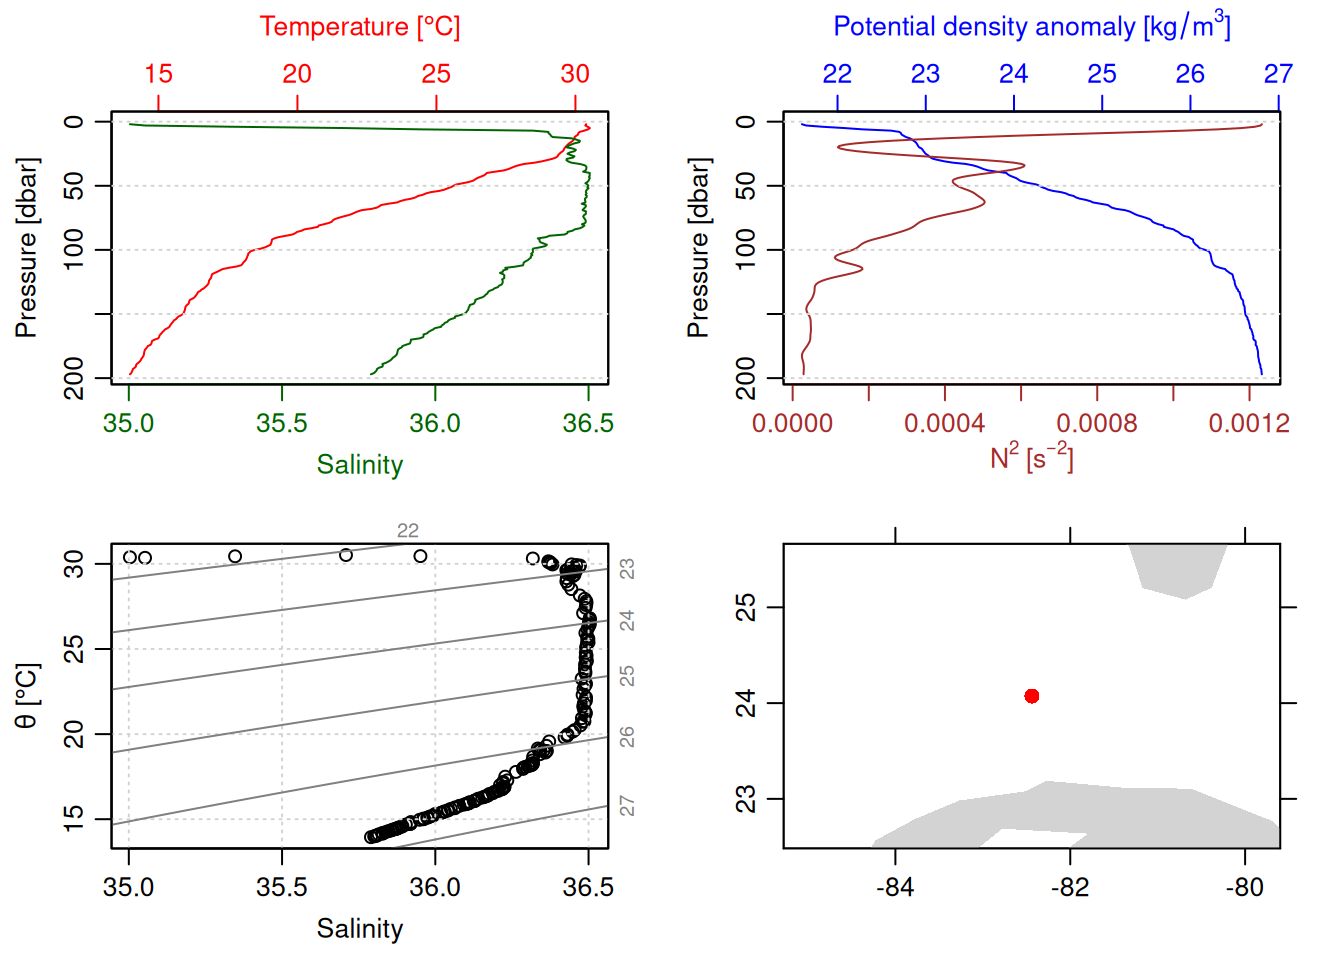 Temperature [°C]
15 20 25 30
Pressure [dbar]
0 50 100 200
35.0 35.5 36.0 36.5
Salinity
Potential density anomaly [kg/m³]
22 23 24 25 26 27
Pressure [dbar]
0 50 100 200
0.0000 0.0004 0.0008 0.0012
N² [s⁻²]
22
23
24
25
26
27
θ [°C]
30 25 20 15
35.0 35.5 36.0 36.5
Salinity
25
24
23
-84 -82 -80